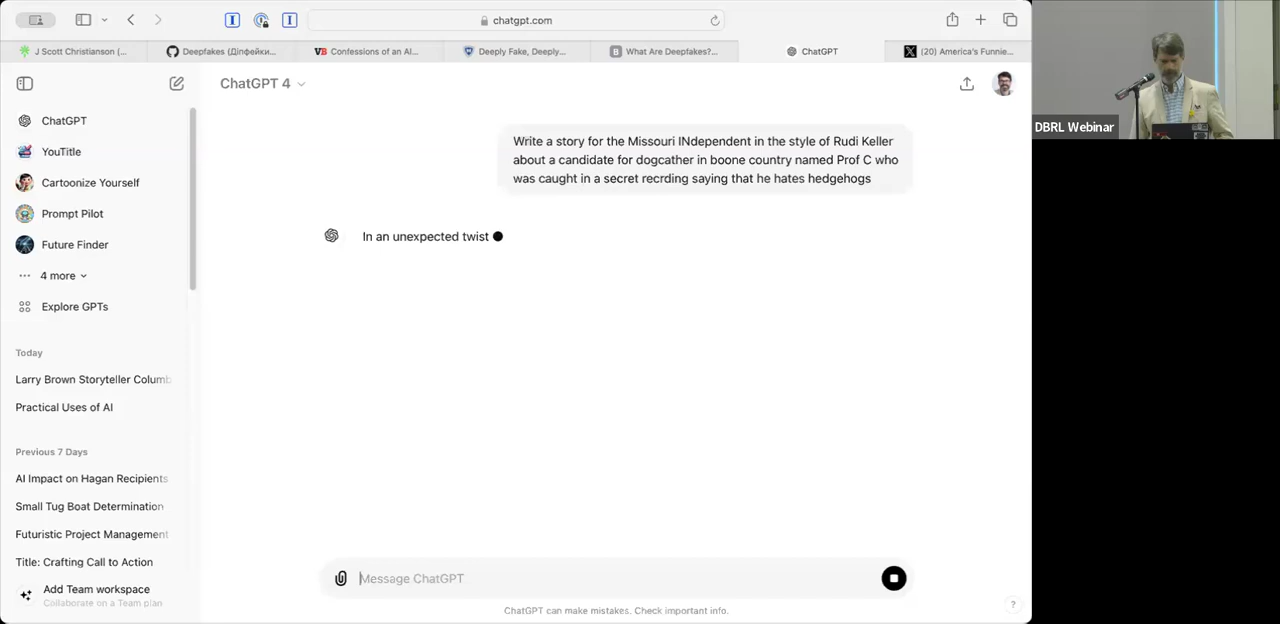 chatgpt.com
J Scott Christianson (...
Deepfakes (Діпфейки...
VB Confessions of an AI...
Deeply Fake, Deeply...
B What Are Deepfakes?...
ChatGPT
X (20) America's Funnie...
ChatGPT 4
ChatGPT
YouTitle
Cartoonize Yourself
Prompt Pilot
Future Finder
4 more
Explore GPTs
Today
Larry Brown Storyteller Columb
Practical Uses of AI
Previous 7 Days
AI Impact on Hagan Recipients
Small Tug Boat Determination
Futuristic Project Management
Title: Crafting Call to Action
Add Team workspace
Collaborate on a Team plan
Write a story for the Missouri INdependent in the style of Rudi Keller
about a candidate for dogcather in boone country named Prof C who
was caught in a secret recrding saying that he hates hedgehogs
In an unexpected twist
Message ChatGPT
ChatGPT can make mistakes. Check important info.
?
DBRL Webinar